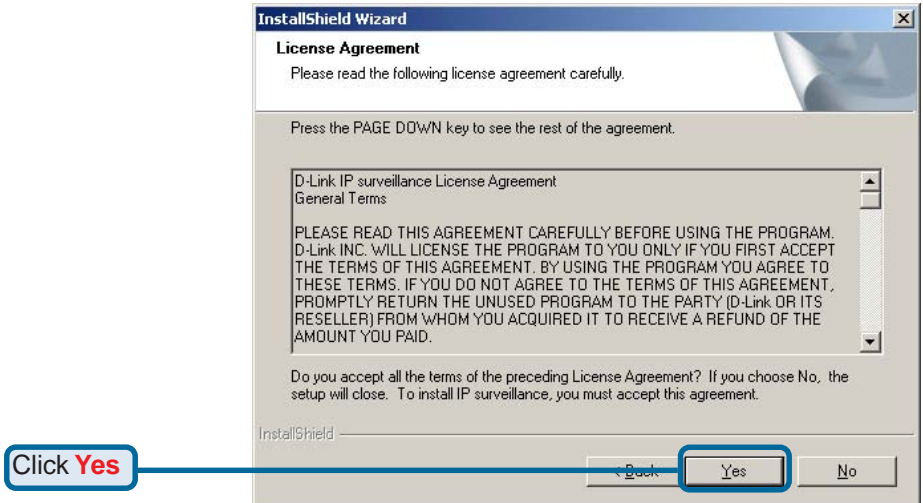 InstallShield Wizard
License Agreement
Please read the following license agreement carefully.
Press the PAGE DOWN key to see the rest of the agreement.
D-Link IP surveillance License Agreement
General Terms
PLEASE READ THIS AGREEMENT CAREFULLY BEFORE USING THE PROGRAM.
D-Link INC. WILL LICENSE THE PROGRAM TO YOU ONLY IF YOU FIRST ACCEPT
THE TERMS OF THIS AGREEMENT. BY USING THE PROGRAM YOU AGREE TO
THESE TERMS. IF YOU DO NOT AGREE TO THE TERMS OF THIS AGREEMENT,
PROMPTLY RETURN THE UNUSED PROGRAM TO THE PARTY (D-Link OR ITS
RESELLER) FROM WHOM YOU ACQUIRED IT TO RECEIVE A REFUND OF THE
AMOUNT YOU PAID.
Do you accept all the terms of the preceding License Agreement? If you choose No, the
setup will close. To install IP surveillance, you must accept this agreement.
InstallShield
Click Yes
< Back
Yes
No